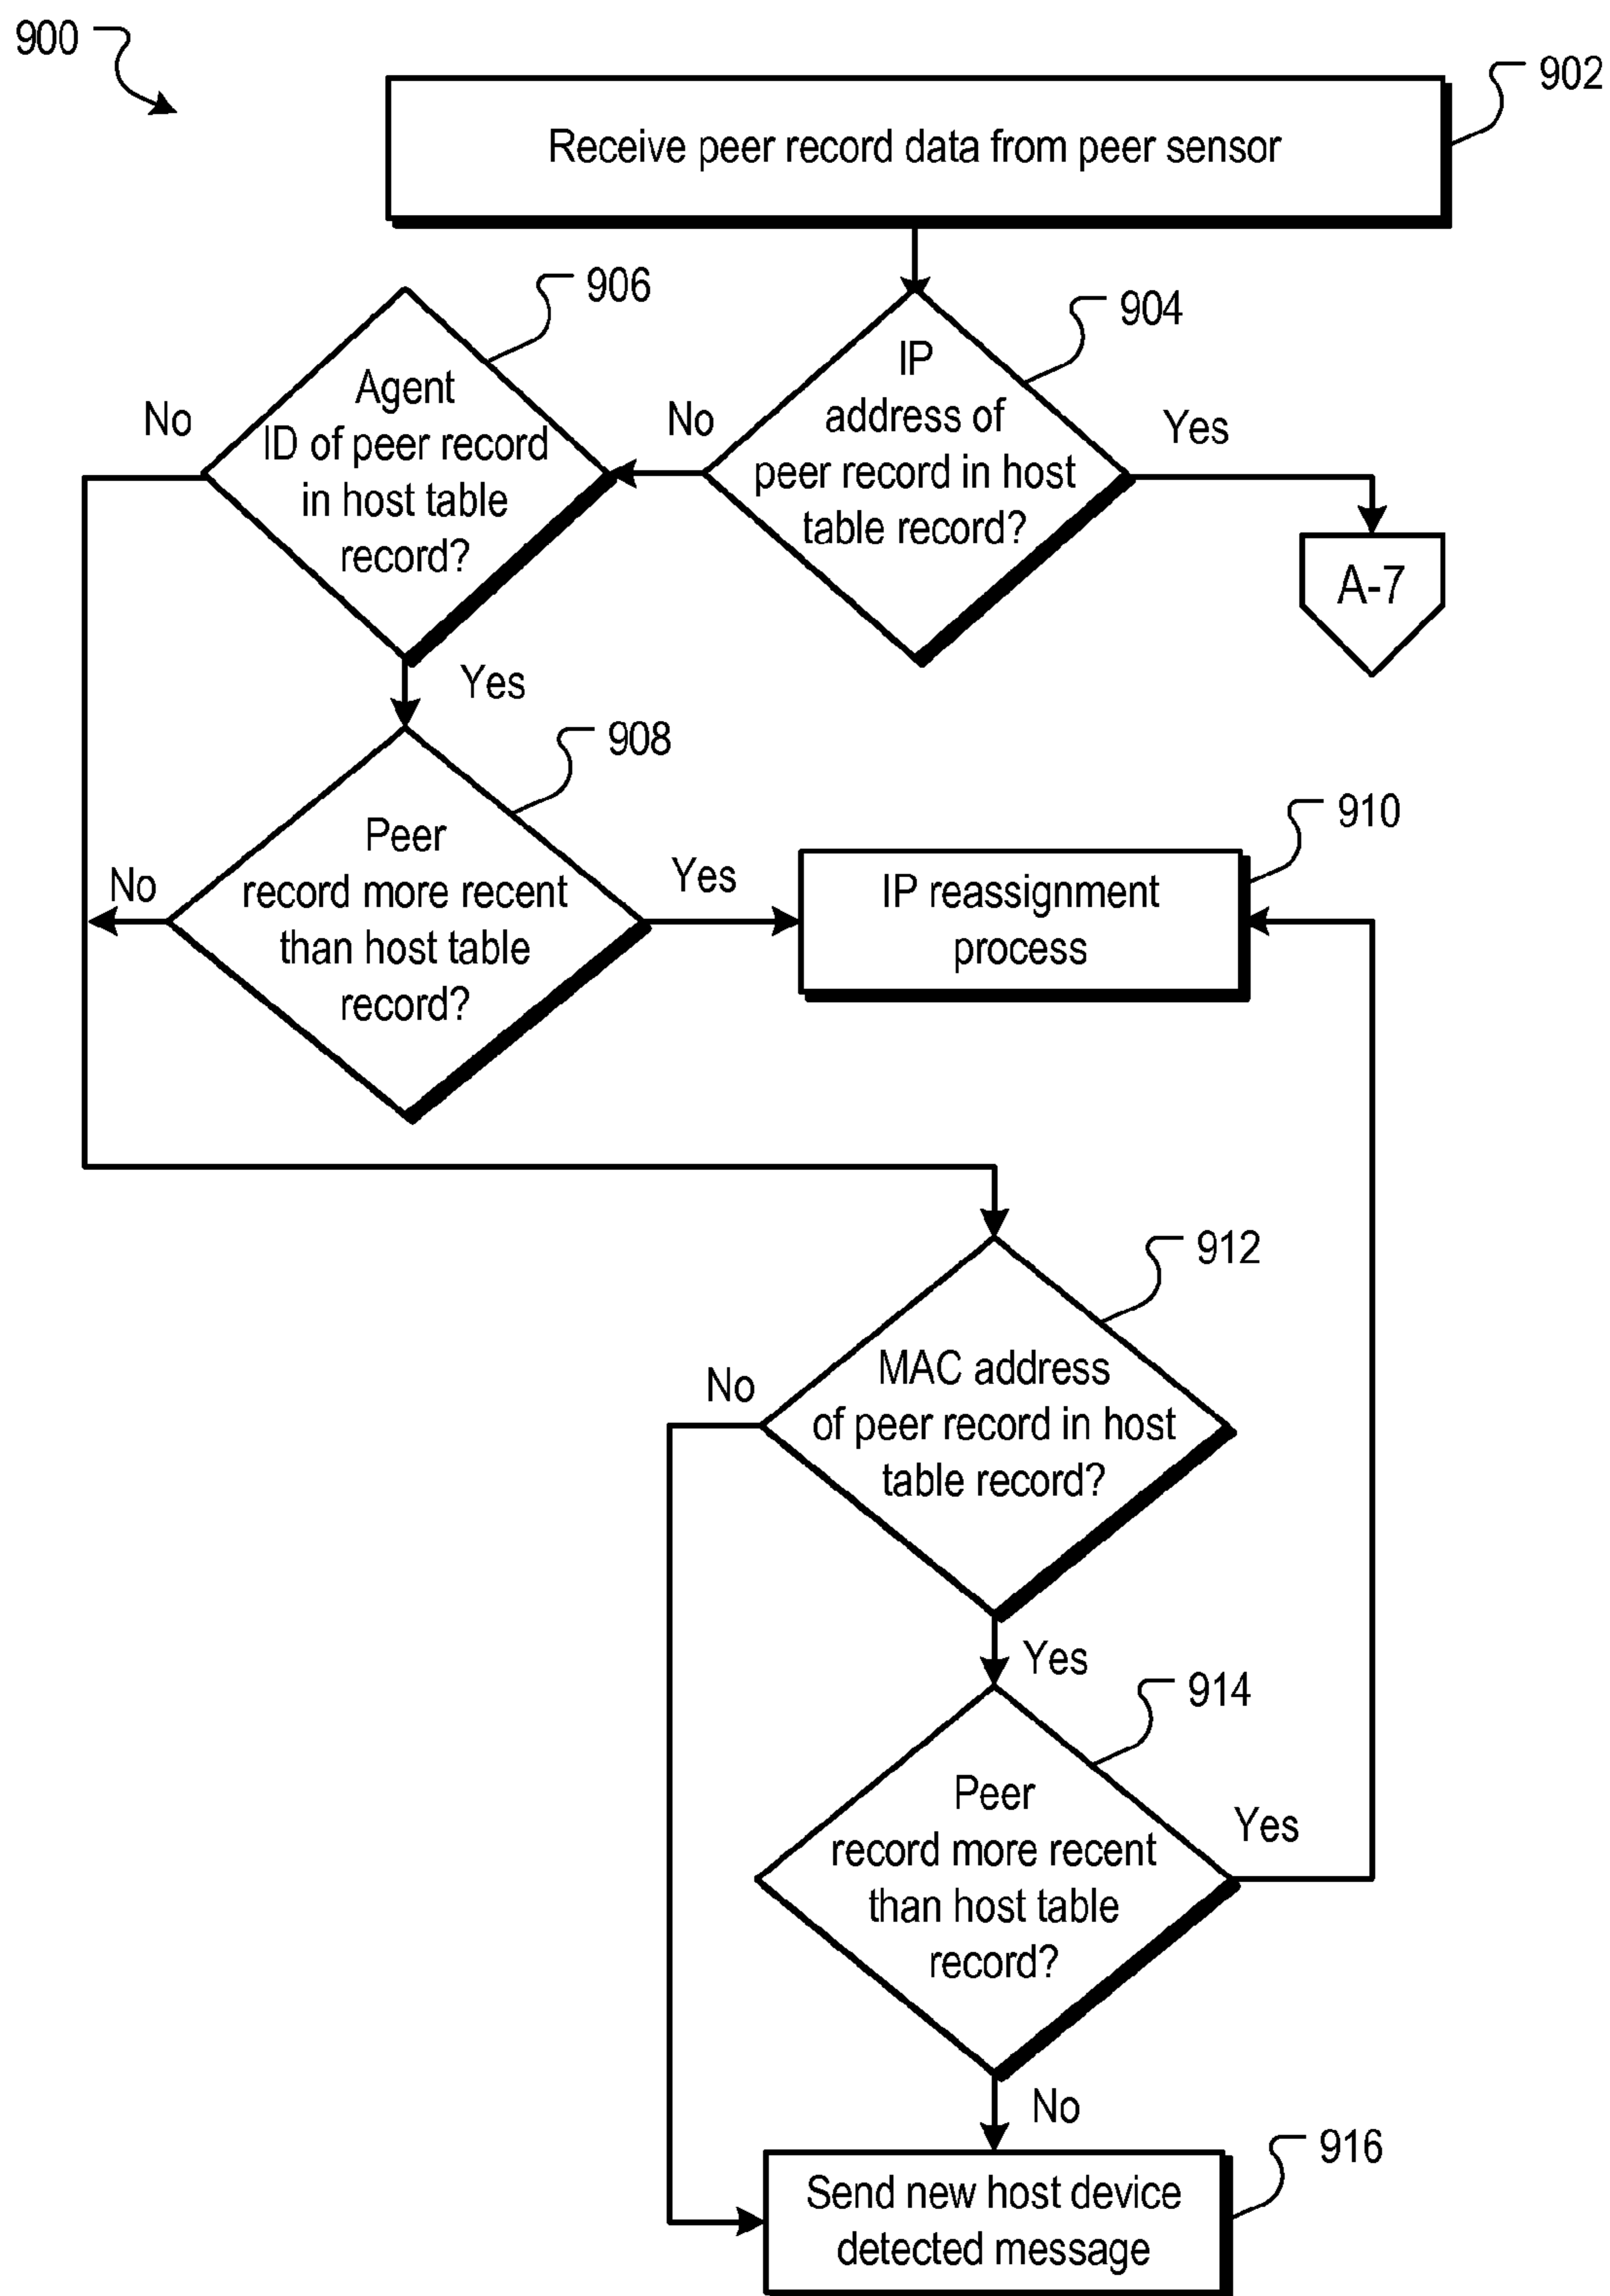 900
902
Receive peer record data from peer sensor
906
904
Agent
ID of peer record
in host table
record?
No
No
IP
address of
peer record in host
table record?
Yes
A-7
Yes
908
Peer
record more recent
than host table
record?
No
Yes
910
IP reassignment
process
912
MAC address
of peer record in host
table record?
No
Yes
914
Peer
record more recent
than host table
record?
Yes
No
916
Send new host device
detected message